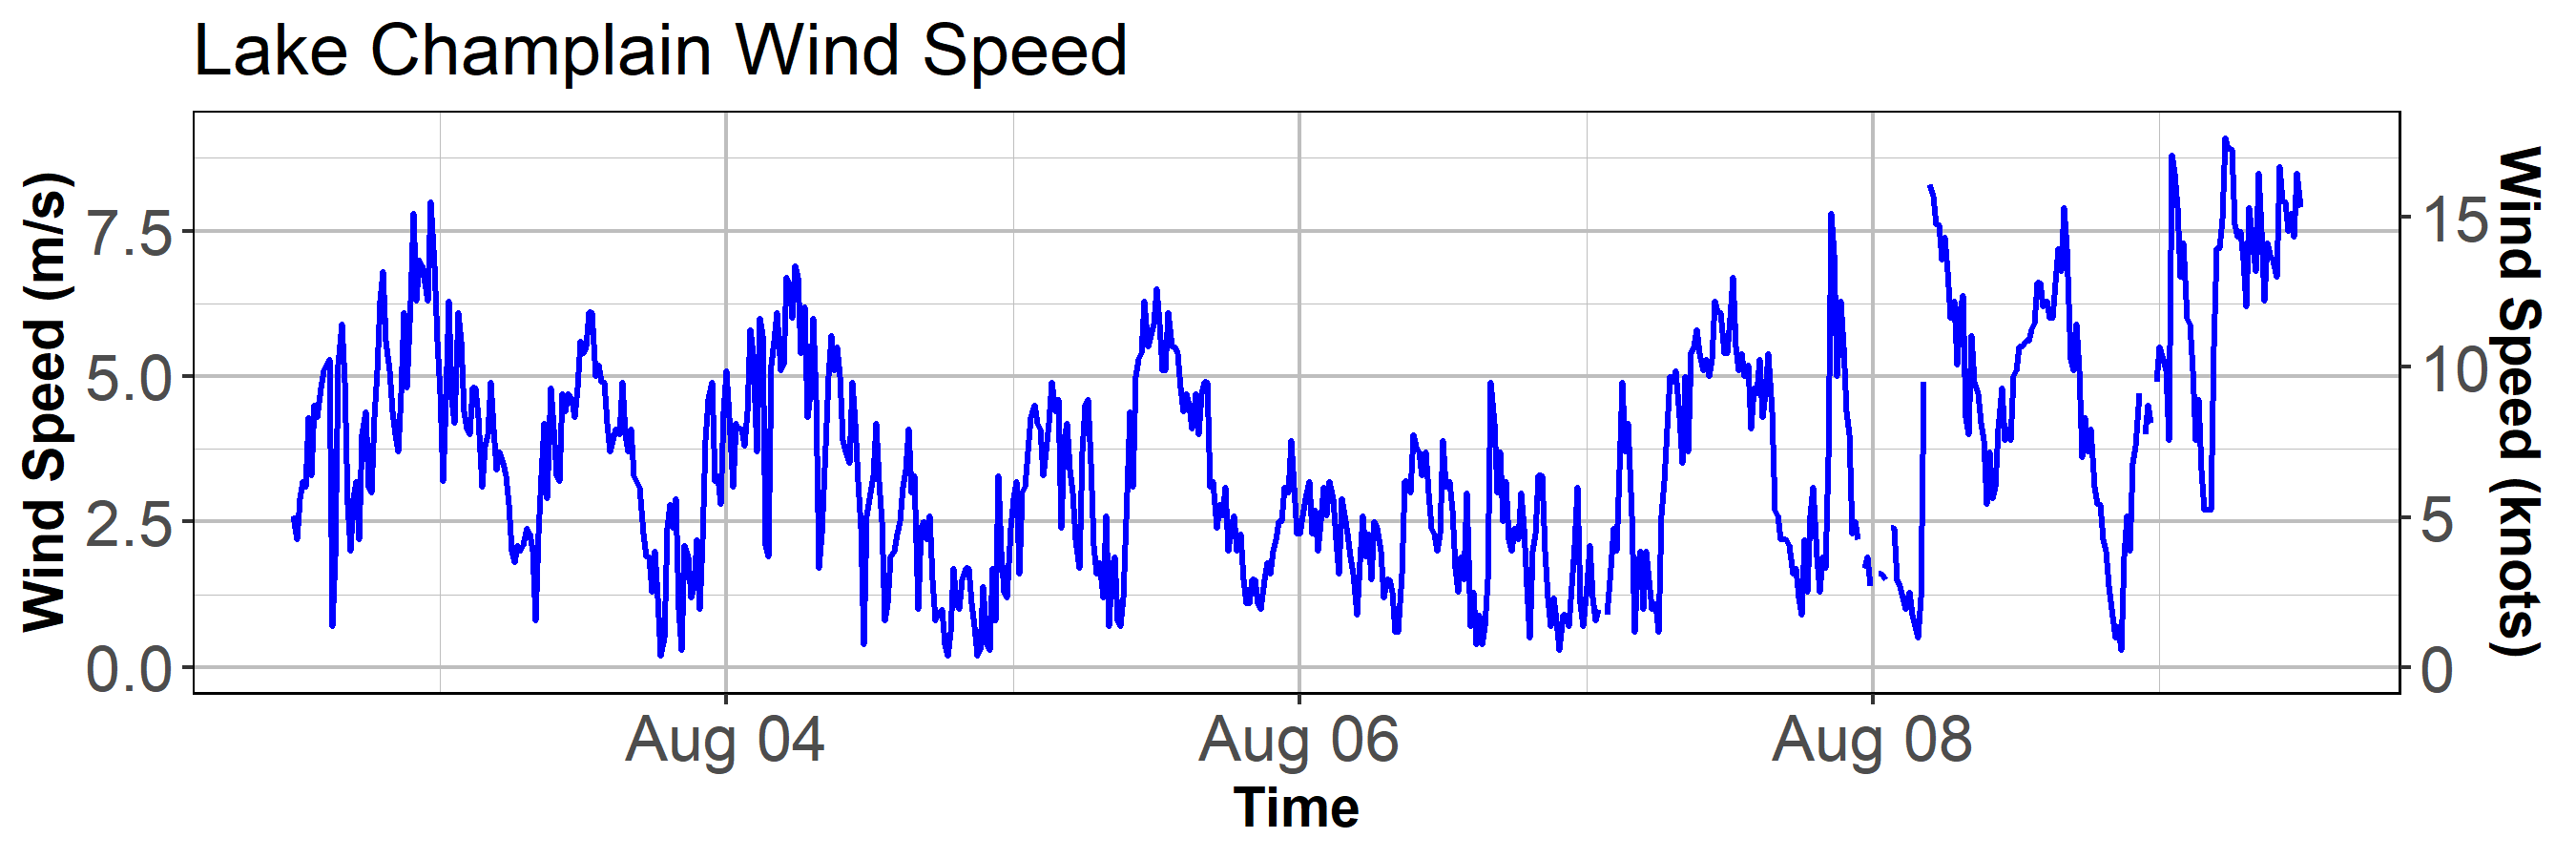 Lake Champlain Wind Speed
Wind Speed (m/s)
7.5
5.0
2.5
0.0
Wind Speed (knots)
15
10
5
0
Aug 04
Aug 06
Aug 08
Time